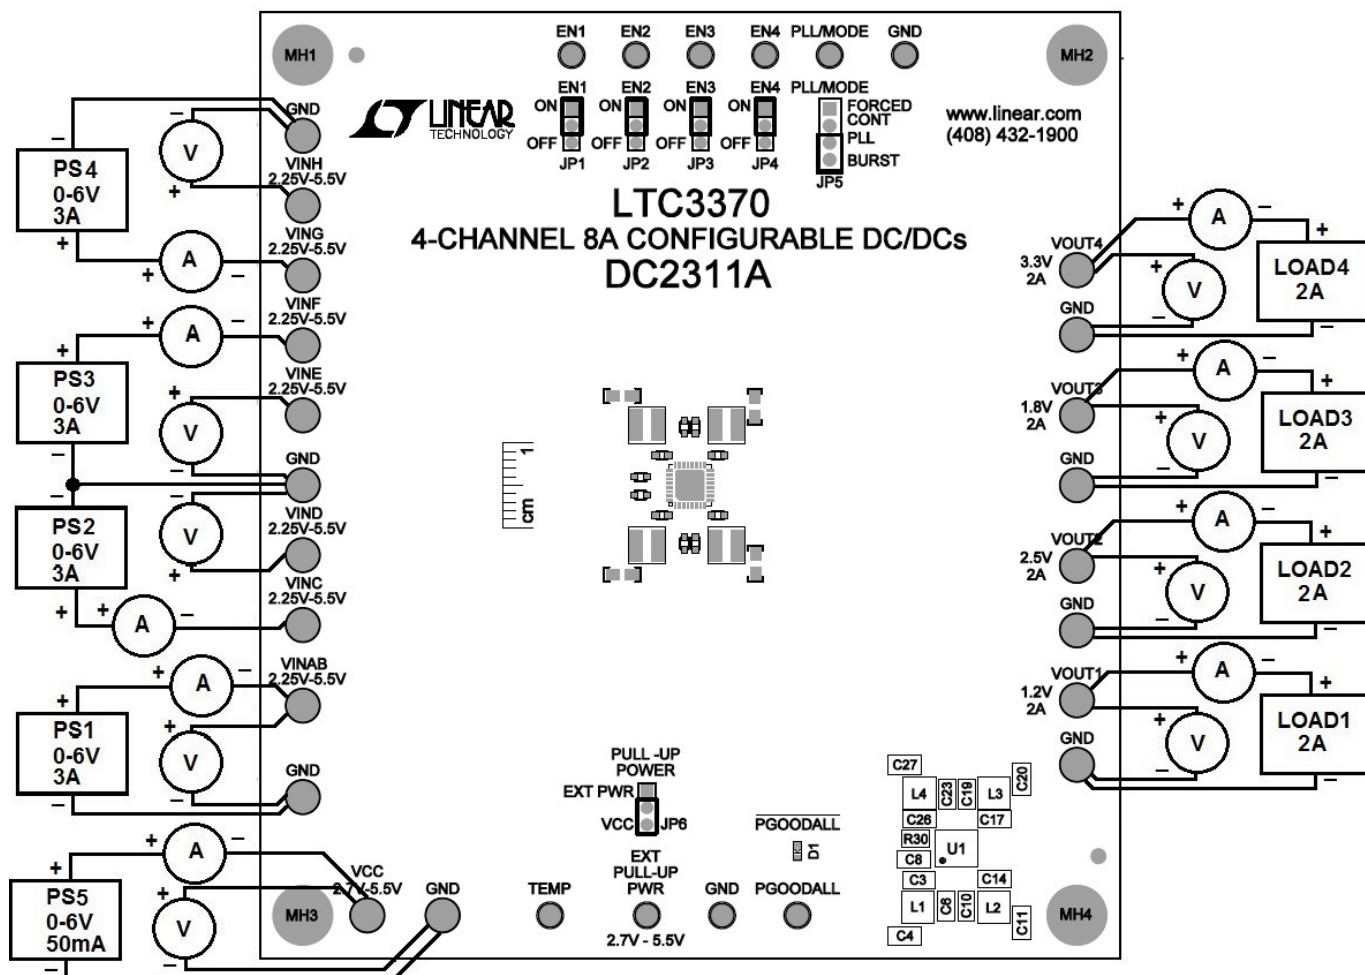 MH1
EN1 EN2 EN3 EN4 PLL/MODE GND
MH2
EN1 EN2 EN3 EN4 PLL/MODE
ON ON ON ON FORCED
CONT
PLL
OFF OFF OFF OFF BURST
JP1 JP2 JP3 JP4 JP5
LINEAR
TECHNOLOGY
www.linear.com
(408) 432-1900
LTC3370
4-CHANNEL 8A CONFIGURABLE DC/DCs
DC2311A
PS4
0-6V
3A
− +
− V +
+ A −
GND
VINH
2.25V-5.5V
VING
2.25V-5.5V
VINF
2.25V-5.5V
VINE
2.25V-5.5V
GND
VIND
2.25V-5.5V
VINC
2.25V-5.5V
VINAB
2.25V-5.5V
GND
PS3
0-6V
3A
+ −
+ A −
+ V −
PS2
0-6V
3A
− +
− V +
+ A −
PS1
0-6V
3A
+ −
+ A −
+ V −
PS5
0-6V
50mA
+ −
+ A −
+ V −
1
cm
VOUT4
3.3V
2A
GND
+ A −
+ V −
+ −
LOAD4
2A
VOUT3
1.8V
2A
GND
+ A −
+ V −
+ −
LOAD3
2A
VOUT2
2.5V
2A
GND
+ A −
+ V −
+ −
LOAD2
2A
VOUT1
1.2V
2A
GND
+ A −
+ V −
+ −
LOAD1
2A
PULL -UP
POWER
EXT PWR
VCC JP6
PGOODALL
D1
C27
L4 C23 C19 L3 C20
C26 C17
R30
C8 U1
C3 C14
L1 C6 C10 L2 C11
C4
MH3
VCC
2.7V-5.5V
GND
TEMP
EXT
PULL-UP
PWR
2.7V - 5.5V
GND
PGOODALL
MH4